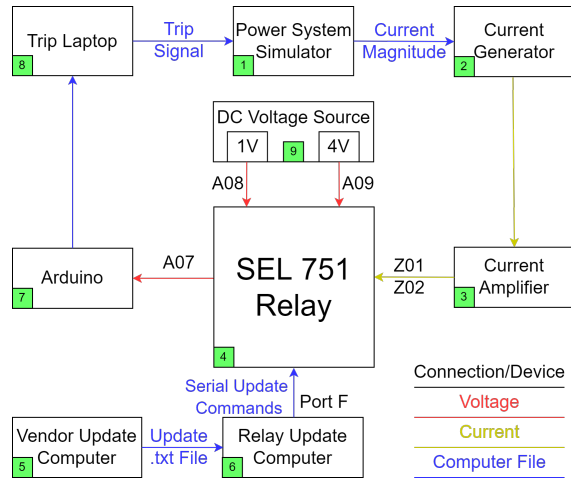 Trip Laptop
8
Trip
Signal
Power System
Simulator
1
Current
Magnitude
Current
Generator
2
DC Voltage Source
1V
9
4V
A08
A09
Arduino
7
A07
SEL 751
Relay
4
Z01
Z02
Current
Amplifier
3
Serial Update
Commands
Port F
Vendor Update
Computer
5
Update
.txt File
Relay Update
Computer
6
Connection/Device
Voltage
Current
Computer File